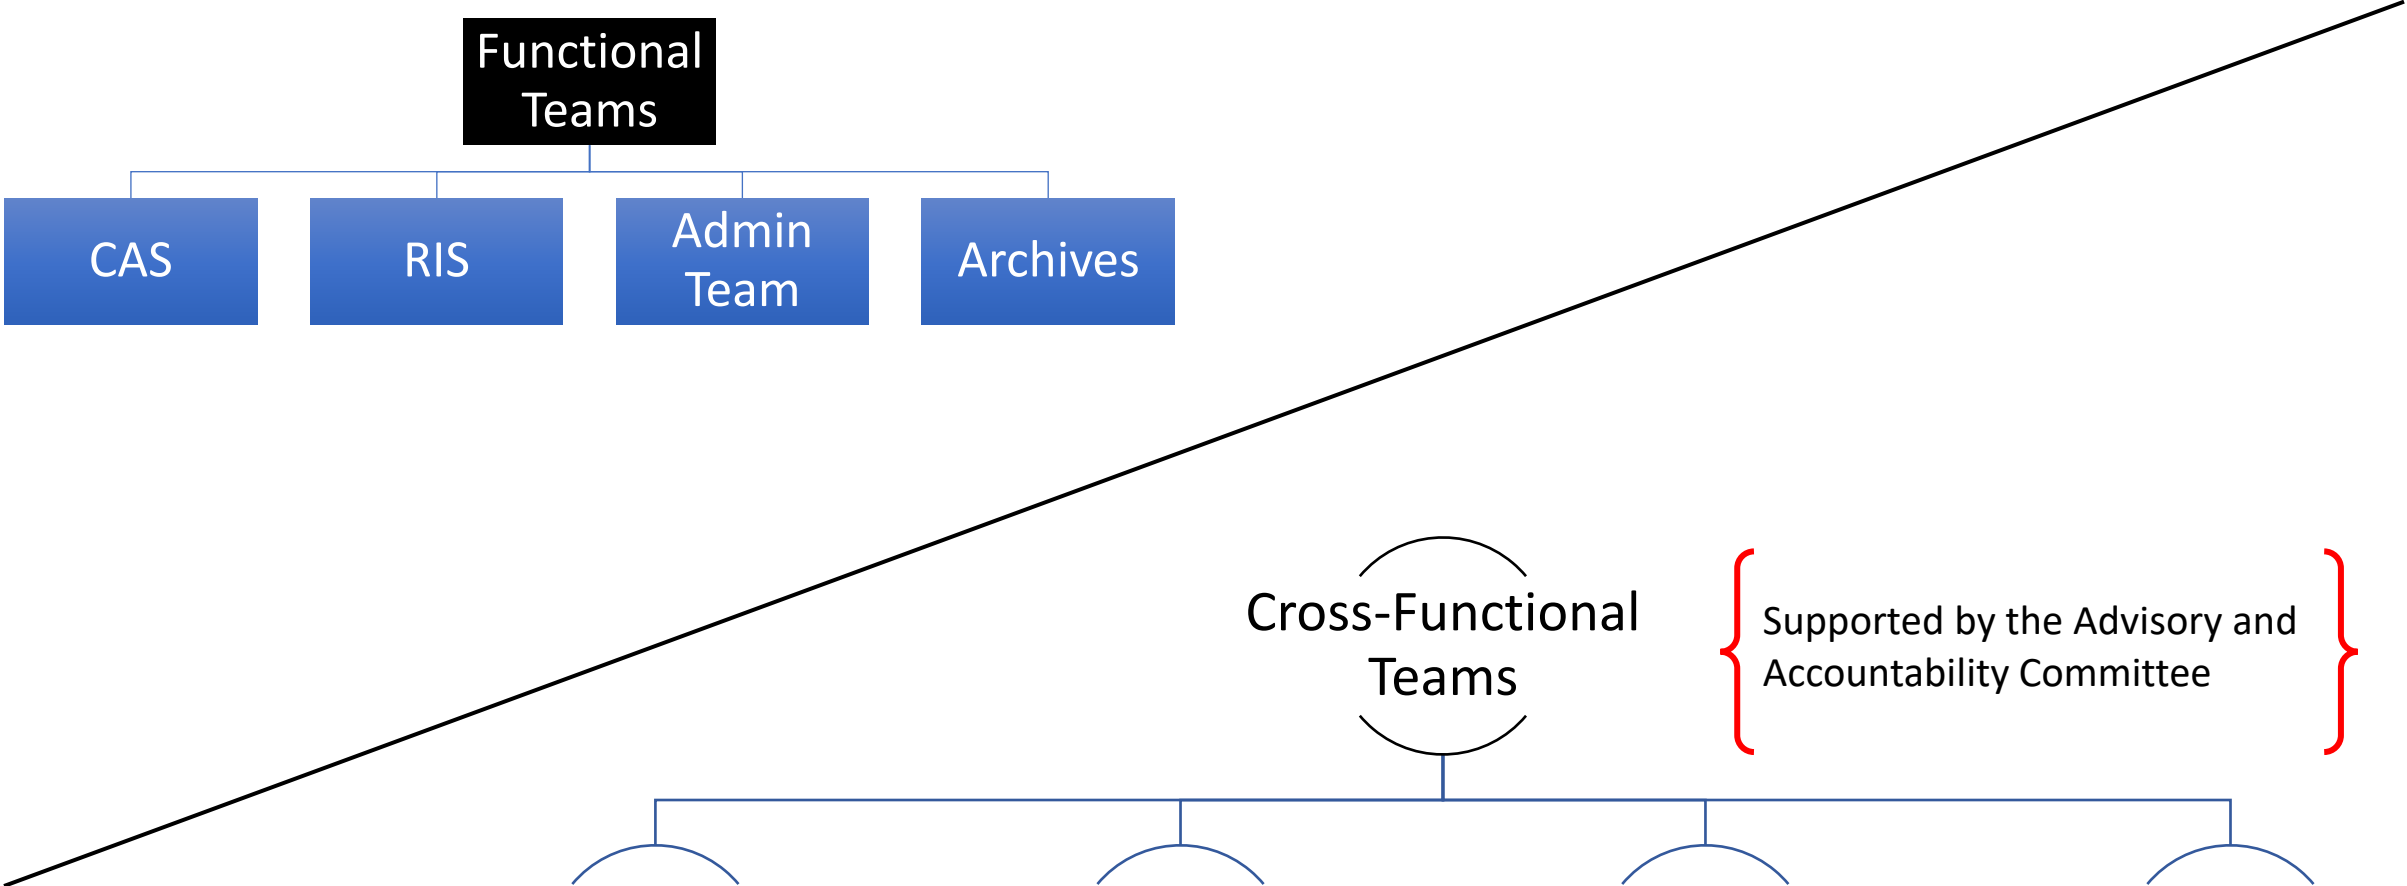 Functional
Teams
CAS
RIS
Admin
Team
Archives
Cross-Functional
Teams
Supported by the Advisory and
Accountability Committee